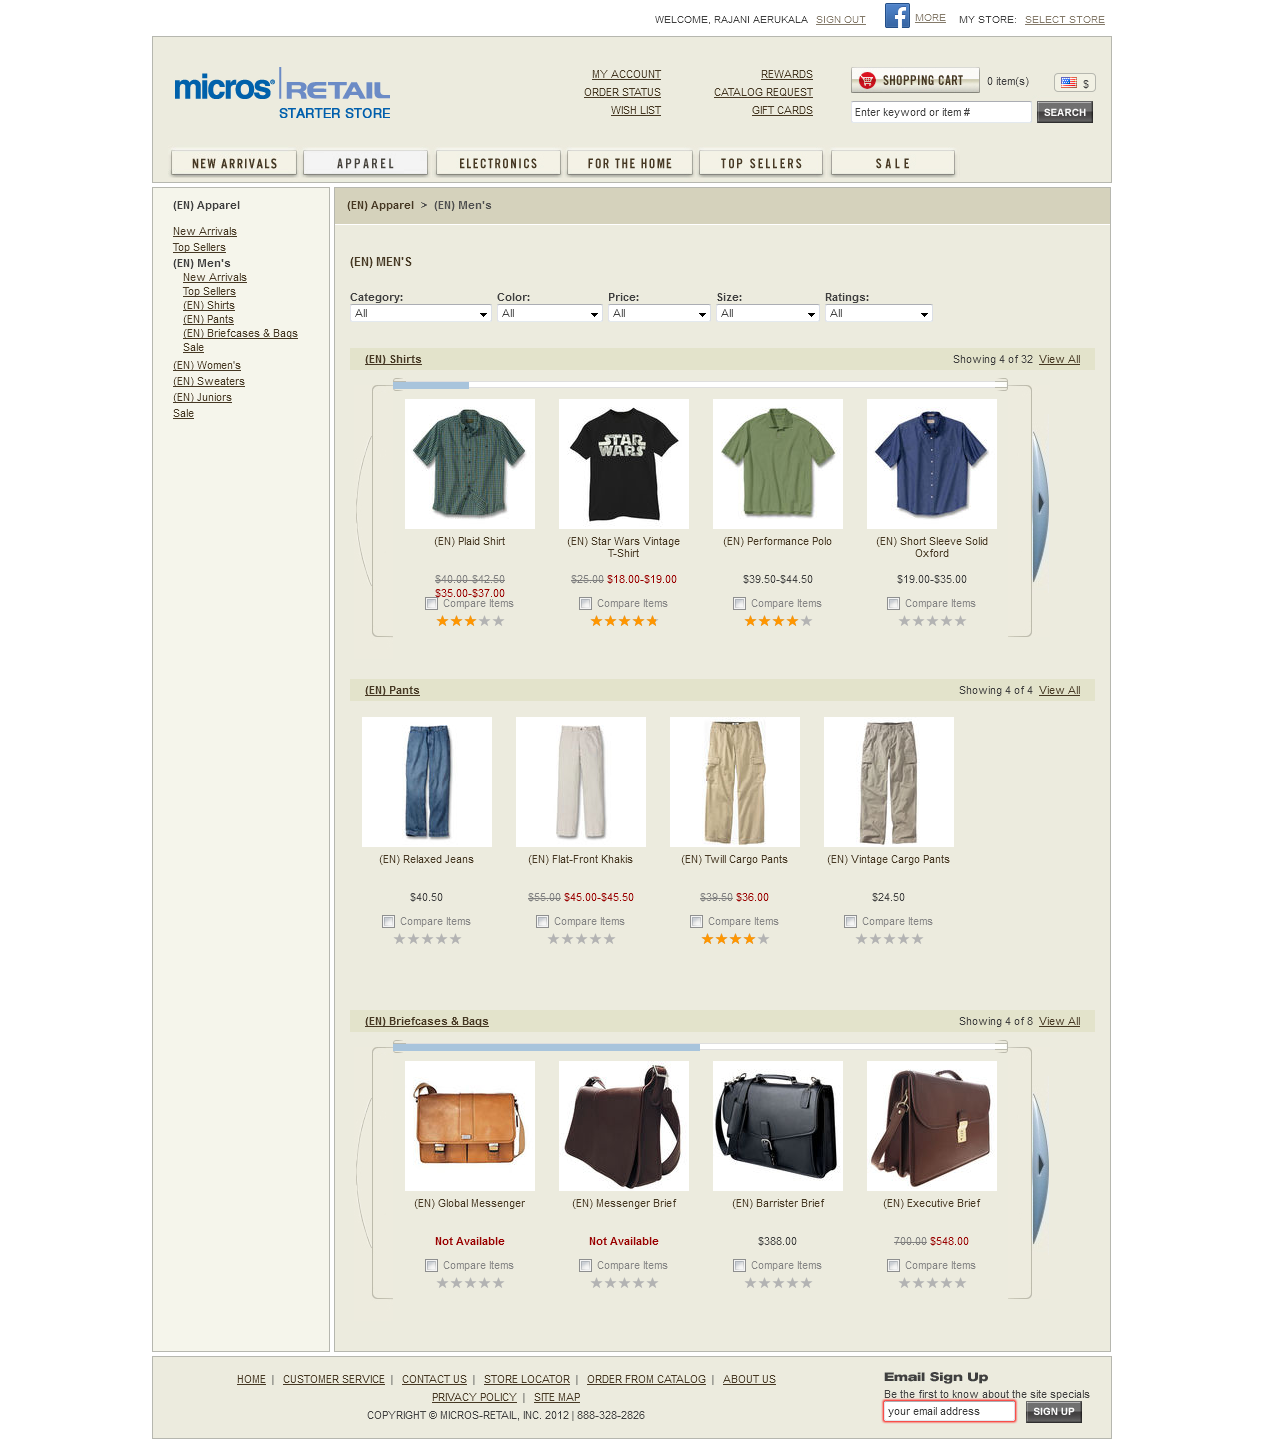 WELCOME, RAJANI AERUKALA SIGN OUT MORE MY STORE: SELECT STORE
micros RETAIL
STARTER STORE
MY ACCOUNT
ORDER STATUS
WISH LIST
REWARDS
CATALOG REQUEST
GIFT CARDS
SHOPPING CART 0 item(s) $
Enter keyword or item # SEARCH
NEW ARRIVALS APPAREL ELECTRONICS FOR THE HOME TOP SELLERS SALE
(EN) Apparel
New Arrivals
Top Sellers
(EN) Men's
New Arrivals
Top Sellers
(EN) Shirts
(EN) Pants
(EN) Briefcases & Bags
Sale
(EN) Women's
(EN) Sweaters
(EN) Juniors
Sale
(EN) Apparel > (EN) Men's
(EN) MEN'S
Category: Color: Price: Size: Ratings:
All All All All All
(EN) Shirts Showing 4 of 32 View All
STAR
WARS
(EN) Plaid Shirt
$40.00-$42.50
$35.00-$37.00
Compare Items
(EN) Star Wars Vintage
T-Shirt
$25.00 $18.00-$19.00
Compare Items
(EN) Performance Polo
$39.50-$44.50
Compare Items
(EN) Short Sleeve Solid
Oxford
$19.00-$35.00
Compare Items
(EN) Pants Showing 4 of 4 View All
(EN) Relaxed Jeans
$40.50
Compare Items
(EN) Flat-Front Khakis
$55.00 $45.00-$45.50
Compare Items
(EN) Twill Cargo Pants
$39.50 $36.00
Compare Items
(EN) Vintage Cargo Pants
$24.50
Compare Items
(EN) Briefcases & Bags Showing 4 of 8 View All
(EN) Global Messenger
Not Available
Compare Items
(EN) Messenger Brief
Not Available
Compare Items
(EN) Barrister Brief
$388.00
Compare Items
(EN) Executive Brief
700.00 $548.00
Compare Items
HOME | CUSTOMER SERVICE | CONTACT US | STORE LOCATOR | ORDER FROM CATALOG | ABOUT US
PRIVACY POLICY | SITE MAP
COPYRIGHT © MICROS-RETAIL, INC. 2012 | 888-328-2826
Email Sign Up
Be the first to know about the site specials
your email address SIGN UP